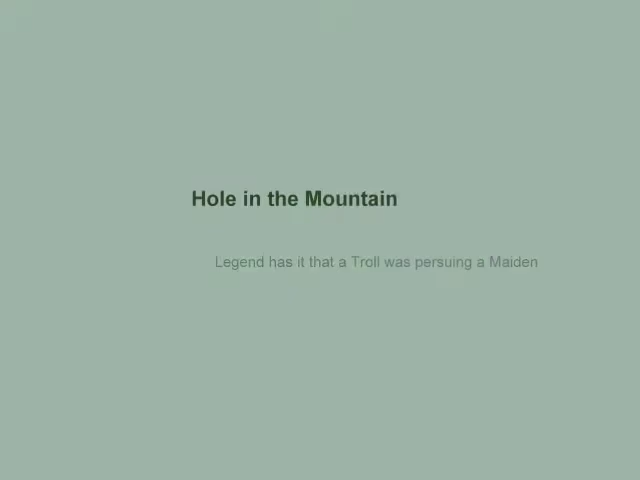 Hole in the Mountain
Legend has it that a Troll was persuing a Maiden